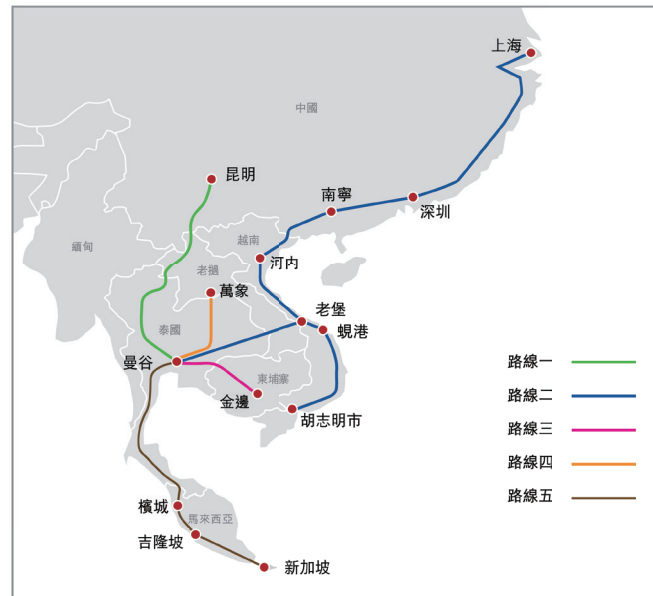 上海
中國
昆明
南寧
深圳
越南
緬甸
河内
老撾
萬象
老堡
蜆港
泰國
曼谷
路線一
柬埔寨
路線二
金邊
胡志明市
路線三
路線四
路線五
檳城
馬來西亞
吉隆坡
新加坡